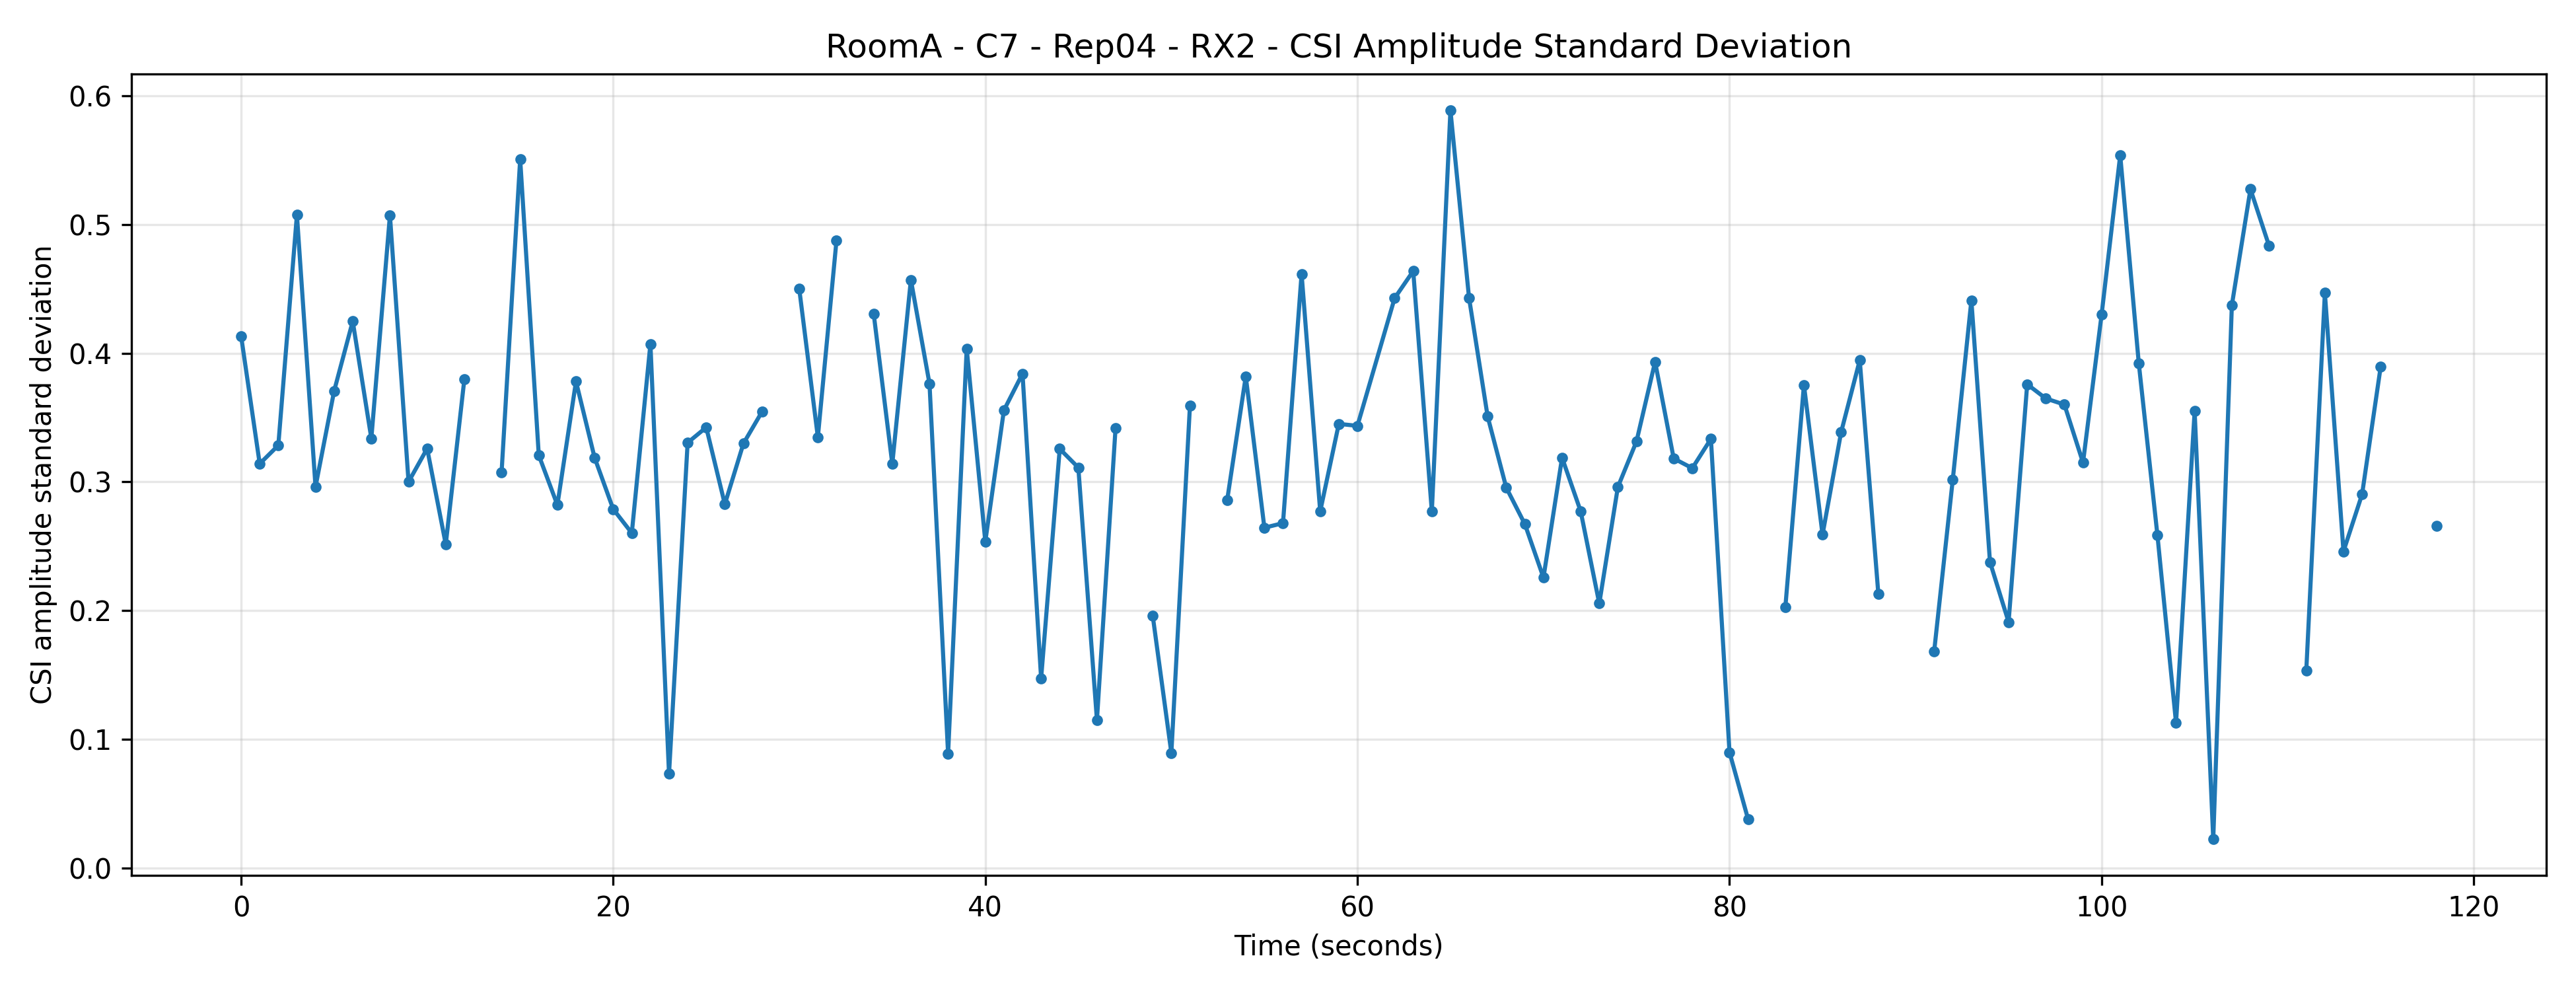 RoomA - C7 - Rep04 - RX2 - CSI Amplitude Standard Deviation
CSI amplitude standard deviation
0.6
0.5
0.4
0.3
0.2
0.1
0.0
0 20 40 60 80 100 120
Time (seconds)